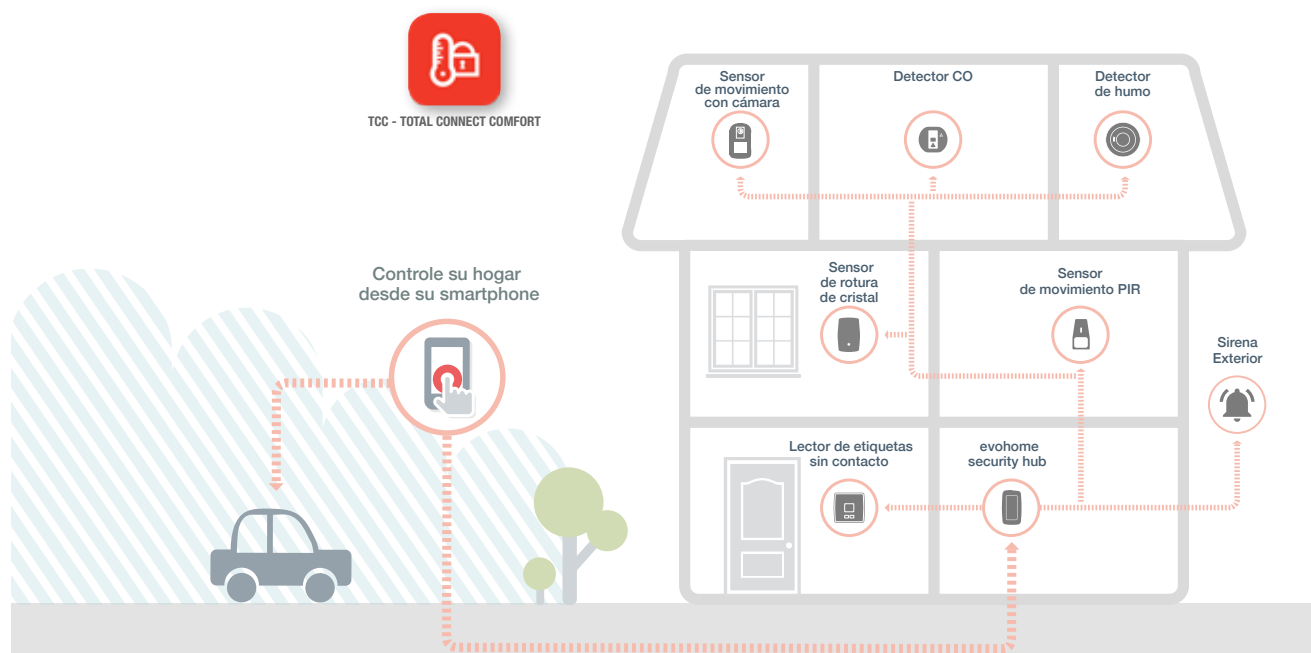 TCC - TOTAL CONNECT COMFORT
Sensor
de movimiento
con cámara
Detector CO
Detector
de humo
Controle su hogar
desde su smartphone
Sensor
de rotura
de cristal
Sensor
de movimiento PIR
Sirena
Exterior
Lector de etiquetas
sin contacto
evohome
security hub